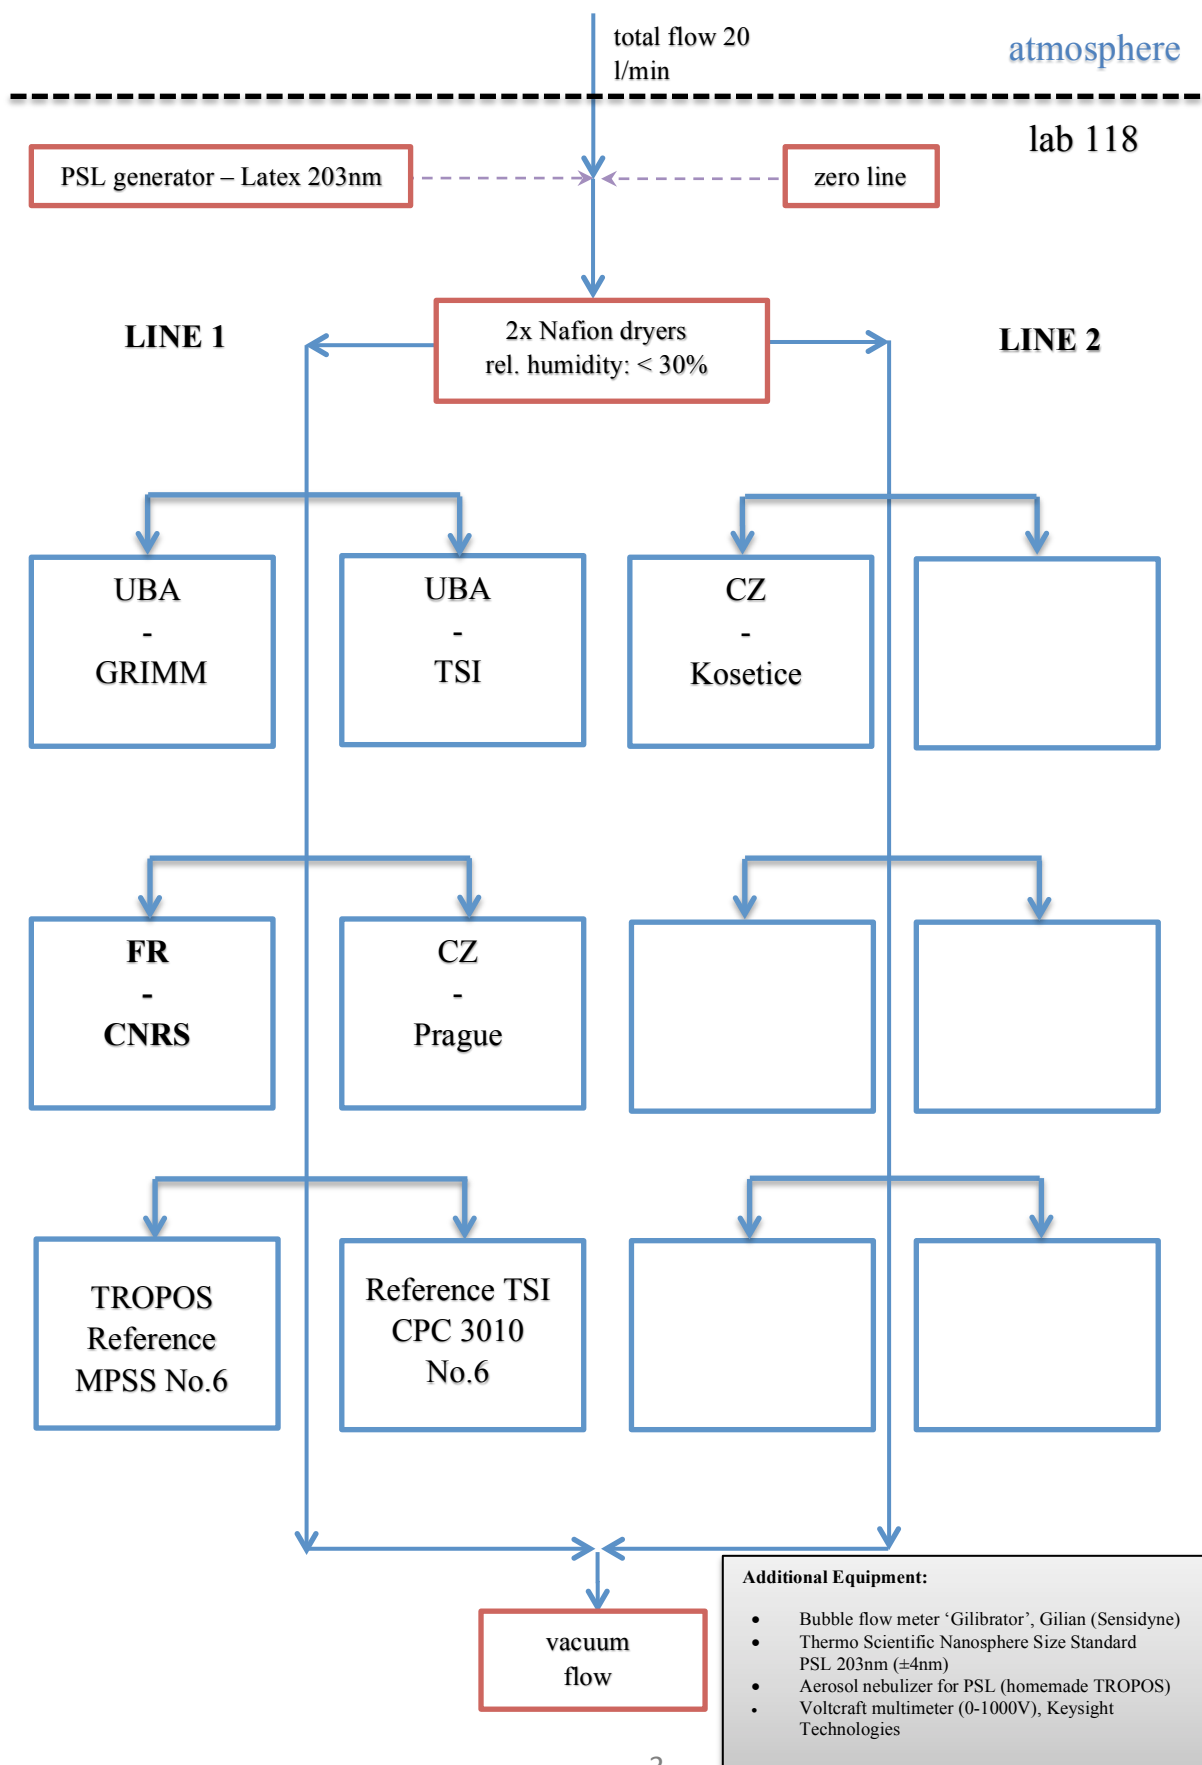 total flow 20
l/min
atmosphere
lab 118
PSL generator – Latex 203nm
zero line
LINE 1
2x Nafion dryers
rel. humidity: < 30%
LINE 2
UBA
-
GRIMM
UBA
-
TSI
CZ
-
Kosetice
FR
-
CNRS
CZ
-
Prague
TROPOS
Reference
MPSS No.6
Reference TSI
CPC 3010
No.6
vacuum
flow
Additional Equipment:
• Bubble flow meter ‘Gilibrator’, Gilian (Sensidyne)
• Thermo Scientific Nanosphere Size Standard
PSL 203nm (±4nm)
• Aerosol nebulizer for PSL (homemade TROPOS)
• Voltcraft multimeter (0-1000V), Keysight
Technologies